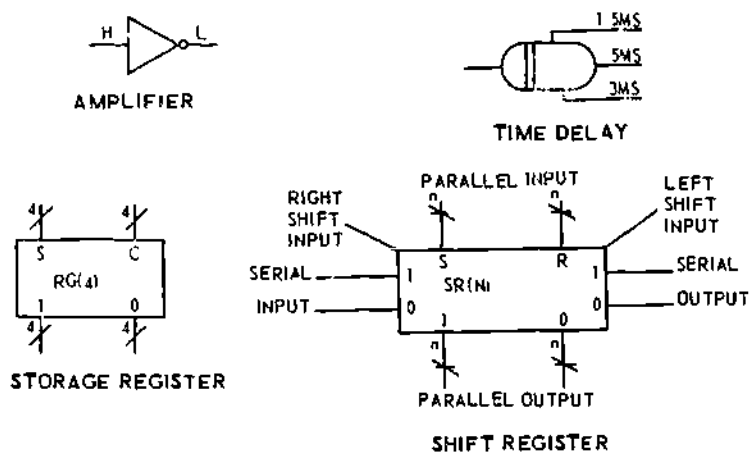 H L
AMPLIFIER
1 5MS
5MS
3MS
TIME DELAY
4 4
S C
RG(4)
1 0
4 4
STORAGE REGISTER
PARALLEL INPUT
RIGHT
SHIFT
INPUT
LEFT
SHIFT
INPUT
n n
S R
SERIAL 1 SR(N) 1 SERIAL
INPUT 0 0 OUTPUT
1 0
n n
PARALLEL OUTPUT
SHIFT REGISTER